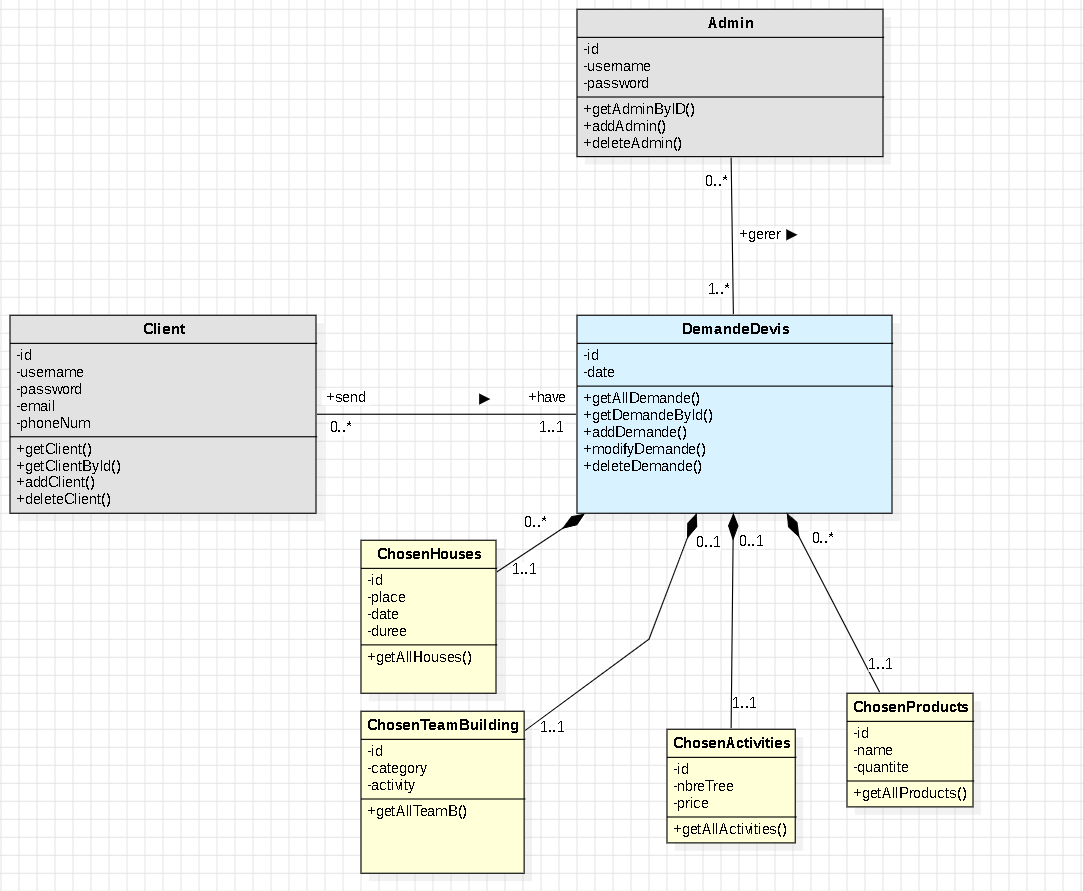 Admin
-id
-username
-password
+getAdminByID()
+addAdmin()
+deleteAdmin()
0..*
+gerer
1..*
Client
-id
-username
-password
-email
-phoneNum
+getClient()
+getClientById()
+addClient()
+deleteClient()
+send
0..*
+have
1..1
DemandeDevis
-id
-date
+getAllDemande()
+getDemandeById()
+addDemande()
+modifyDemande()
+deleteDemande()
0..*
1..1
0..1
0..1
0..*
ChosenHouses
-id
-place
-date
-duree
+getAllHouses()
ChosenTeamBuilding
-id
-category
-activity
+getAllTeamB()
1..1
1..1
ChosenActivities
-id
-nbreTree
-price
+getAllActivities()
1..1
ChosenProducts
-id
-name
-quantite
+getAllProducts()